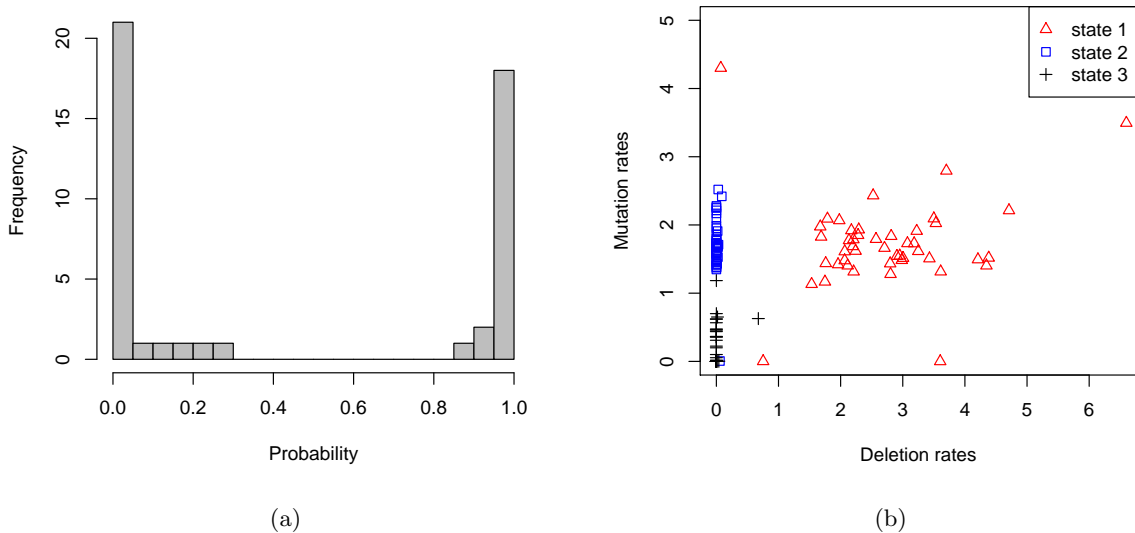 Frequency
20
15
10
5
0
0.0 0.2 0.4 0.6 0.8 1.0
Probability
(a)
state 1
state 2
state 3
Mutation rates
5
4
3
2
1
0
0 1 2 3 4 5 6
Deletion rates
(b)